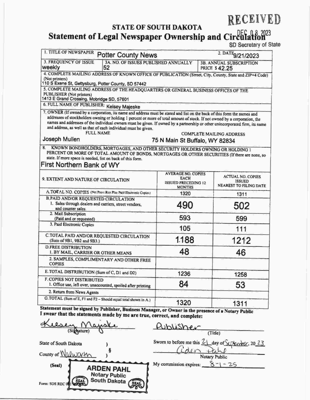 RECEIVED
DEC 08 2023
SD Secretary of State
STATE OF SOUTH DAKOTA
Statement of Legal Newspaper Ownership and Circulation
1. TITLE OF NEWSPAPER Potter County News
2. DATE 9/21/2023
3. FREQUENCY OF ISSUE weekly
3A. NO. OF ISSUES PUBLISHED ANNUALLY 52
3B. ANNUAL SUBSCRIPTION PRICE $ 42.25
4. COMPLETE MAILING ADDRESS OF KNOWN OFFICE OF PUBLICATION (Street, City, County, State and ZIP+4 Code) (Not printers)
110 S Exene St, Gettysburg, Potter County, SD 57442
5. COMPLETE MAILING ADDRESS OF THE HEADQUARTERS OR GENERAL BUSINESS OFFICES OF THE PUBLISHER (Not printers)
1413 E Grand Crossing, Mobridge SD, 57601
6. FULL NAME OF PUBLISHER: Kelsey Majeske
7. OWNER (If owned by a corporation, its name and address must be stated and list on the back of this form the names and addresses of stockholders owning or holding 1 percent or more of total amount of stock. If not owned by a corporation, the names and addresses of the individual owners must be given. If owned by a partnership or other unincorporated firm, its name and address, as well as that of each individual must be given.
FULL NAME
COMPLETE MAILING ADDRESS
Joseph Mullen
75 N Main St Buffalo, WY 82834
8. KNOWN BONDHOLDERS, MORTGAGES, AND OTHER SECURITY HOLDERS OWNING OR HOLDING 1 PERCENT OR MORE OF TOTAL AMOUNT OF BONDS, MORTGAGES OR OTHER SECURITIES (If there are none, so state. If more space is needed, list on back of this form.
First Northern Bank of WY
9. EXTENT AND NATURE OF CIRCULATION
AVERAGE NO. COPIES EACH ISSUED PRECEDING 12 MONTHS
ACTUAL NO. COPIES ISSUED NEAREST TO FILING DATE
A. TOTAL NO. COPIES (Net Press Run Plus Paid Electronic Copies) 1320 1311
B. PAID AND/OR REQUESTED CIRCULATION
1. Sales through dealers and carriers, street vendors, and counter sales 490 502
2. Mail Subscription (Paid and or requested) 593 599
3. Paid Electronic Copies 105 111
C. TOTAL PAID AND/OR REQUESTED CIRCULATION (Sum of 9B1, 9B2 and 9B3.) 1188 1212
D. FREE DISTRIBUTION
1. BY MAIL, CARRIER OR OTHER MEANS 48 46
2. SAMPLES, COMPLIMENTARY AND OTHER FREE COPIES
E. TOTAL DISTRIBUTION (Sum of C, D1 and D2) 1236 1258
F. COPIES NOT DISTRIBUTED
1. Office use, left over, unaccounted, spoiled after printing 84 53
2. Return from News Agents
G. TOTAL (Sum of E, F1 and F2 - Should equal total shown in A.) 1320 1311
Statement must be signed by Publisher, Business Manager, or Owner in the presence of a Notary Public
I swear that the statements made by me are true, correct, and complete:
Kelsey Majeske Publisher
(Signature) (Title)
State of South Dakota )
) §
County of Walworth )
Sworn to before me this 21 day of September, 20 23
Arden Pahl
Notary Public
(Seal)
My commission expires: 8-1-25
ARDEN PAHL
Notary Public
SEAL South Dakota SEAL